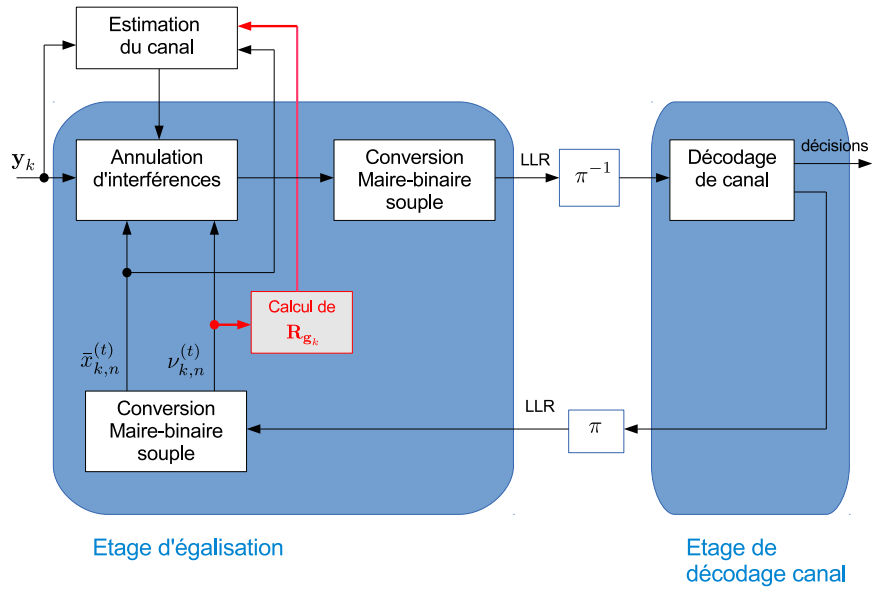 Estimation
du canal
y_k
Annulation
d'interférences
Conversion
Maire-binaire
souple
LLR
π⁻¹
Décodage
de canal
décisions
Calcul de
R_{g_k}
x̄_{k,n}^{(t)}
ν_{k,n}^{(t)}
Conversion
Maire-binaire
souple
LLR
π
Etage d'égalisation
Etage de
décodage canal